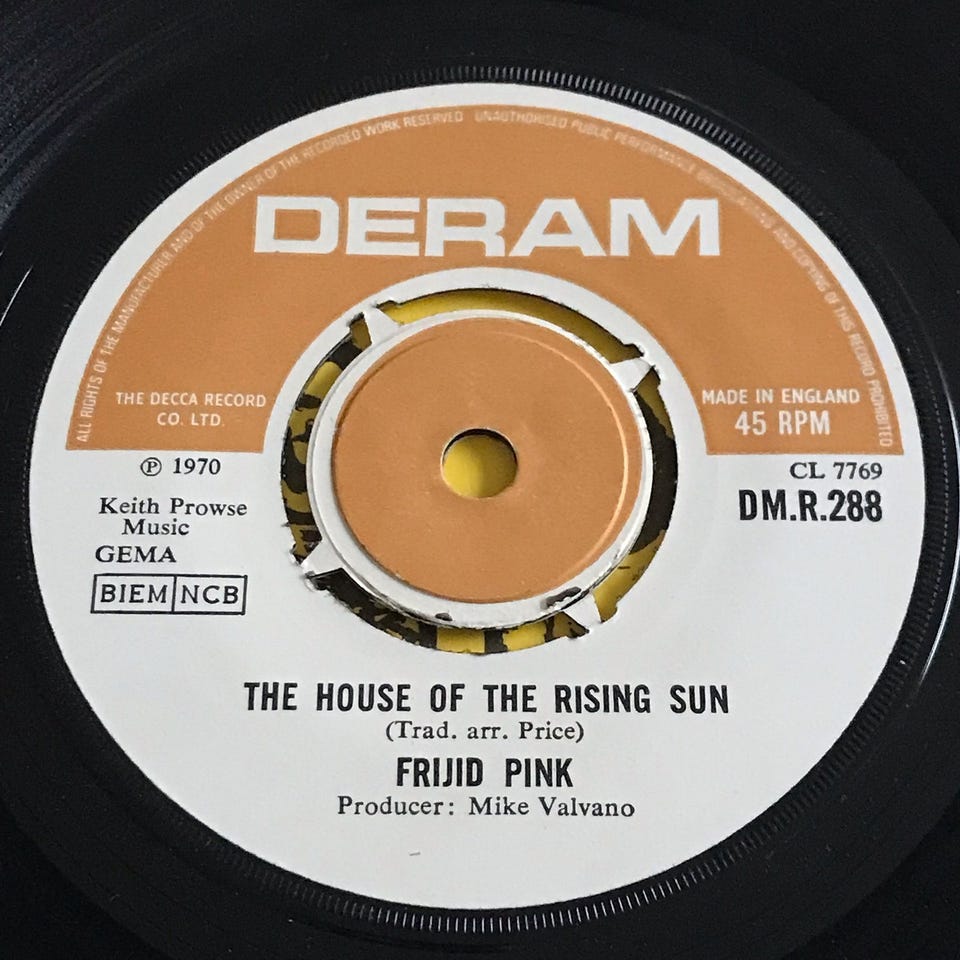 ALL RIGHTS OF THE MANUFACTURER AND OF THE OWNER OF THE RECORDED WORK RESERVED UNAUTHORISED PUBLIC PERFORMANCE BROADCASTING AND COPYING OF THIS RECORD PROHIBITED
DERAM
THE DECCA RECORD
CO. LTD.
MADE IN ENGLAND
45 RPM
℗ 1970
CL 7769
DM.R.288
Keith Prowse
Music
GEMA
BIEM NCB
THE HOUSE OF THE RISING SUN
(Trad. arr. Price)
FRIJID PINK
Producer: Mike Valvano